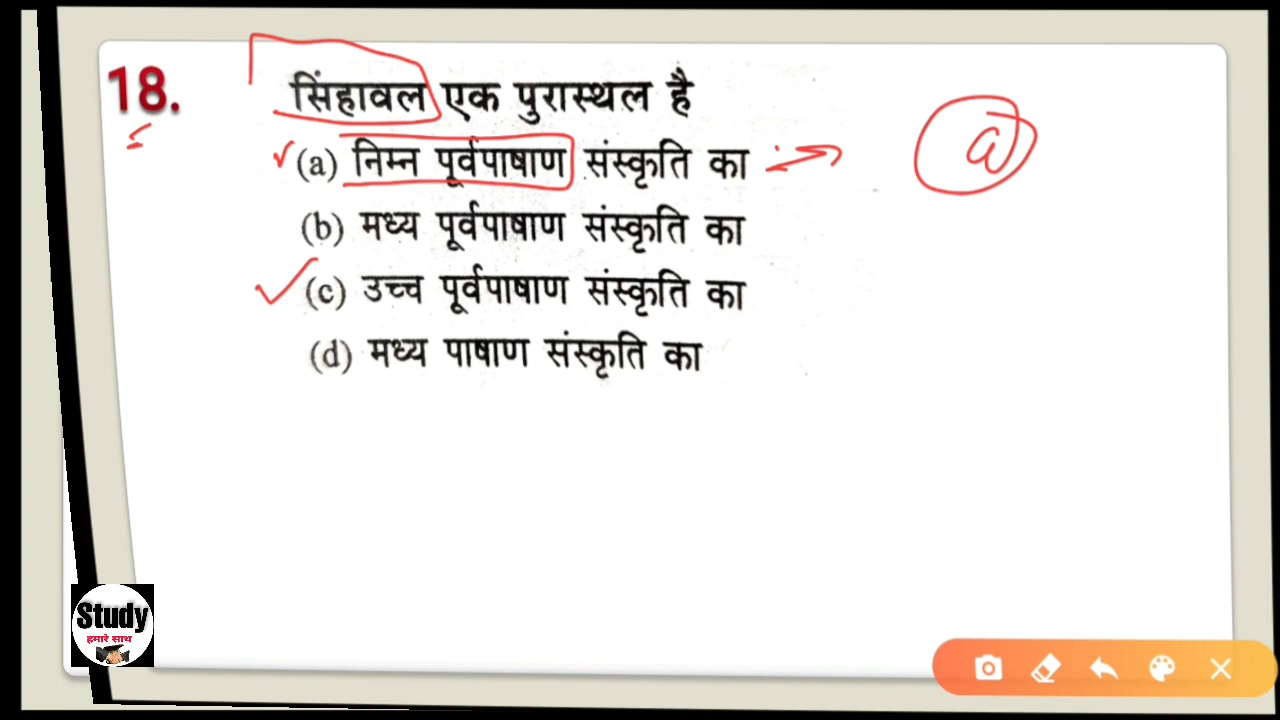 18. सिंहावल एक पुरास्थल है
(a) निम्न पूर्वपाषाण संस्कृति का
(b) मध्य पूर्वपाषाण संस्कृति का
(c) उच्च पूर्वपाषाण संस्कृति का
(d) मध्य पाषाण संस्कृति का
a
Study
हमारे साथ